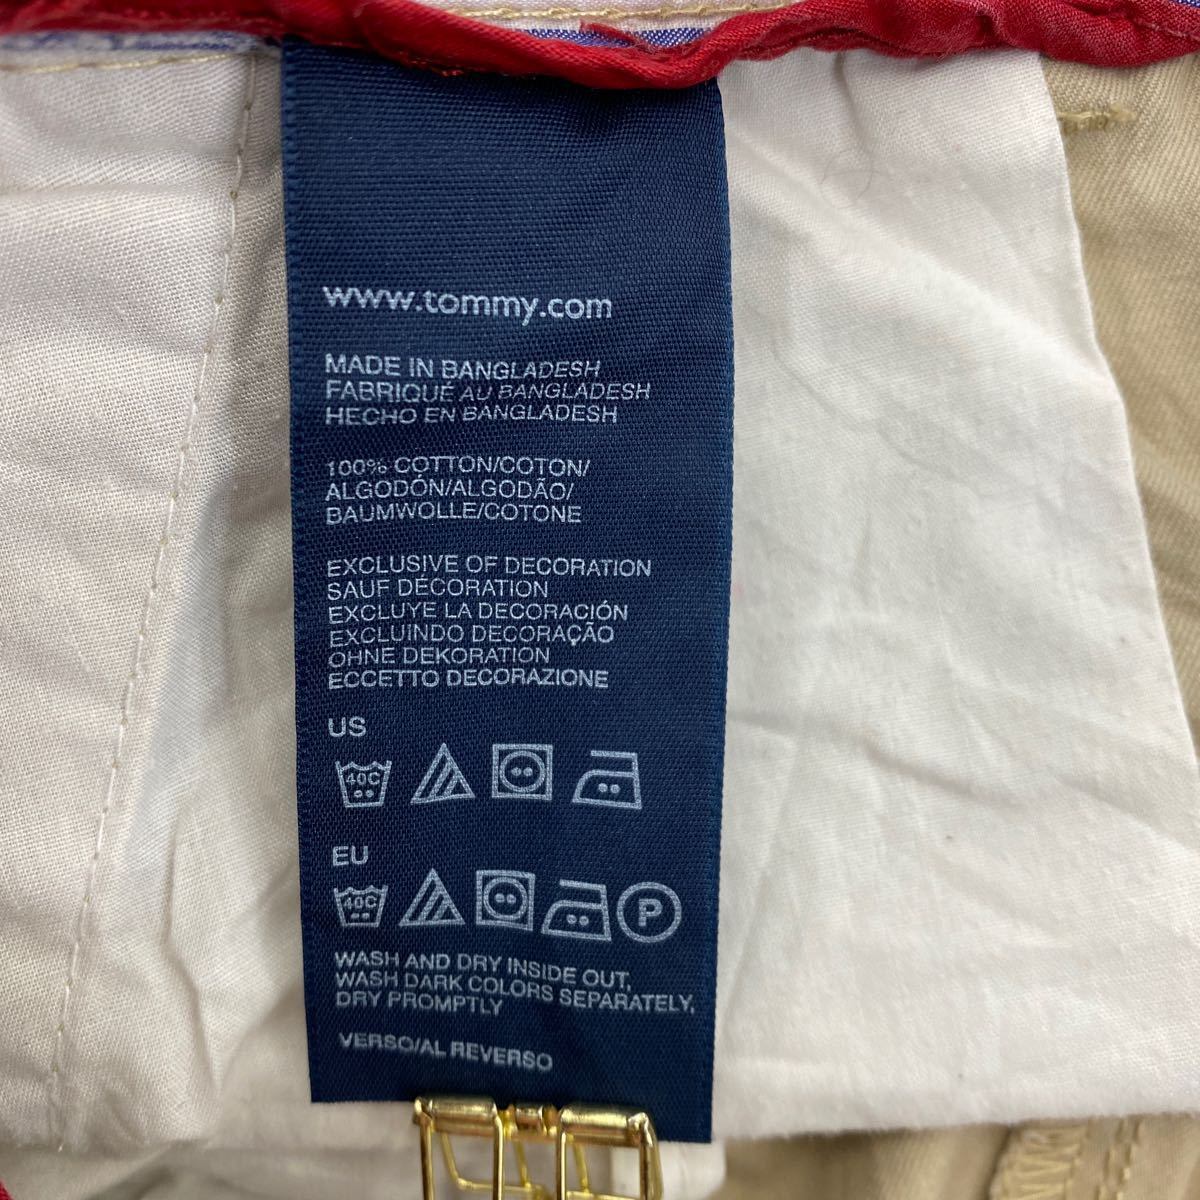 www.tommy.com
MADE IN BANGLADESH
FABRIQUÉ AU BANGLADESH
HECHO EN BANGLADESH
100% COTTON/COTON/
ALGODÓN/ALGODÃO/
BAUMWOLLE/COTONE
EXCLUSIVE OF DECORATION
SAUF DÉCORATION
EXCLUYE LA DECORACIÓN
EXCLUINDO DECORAÇÃO
OHNE DEKORATION
ECCETTO DECORAZIONE
US
40C
EU
40C P
WASH AND DRY INSIDE OUT,
WASH DARK COLORS SEPARATELY,
DRY PROMPTLY
VERSO/AL REVERSO